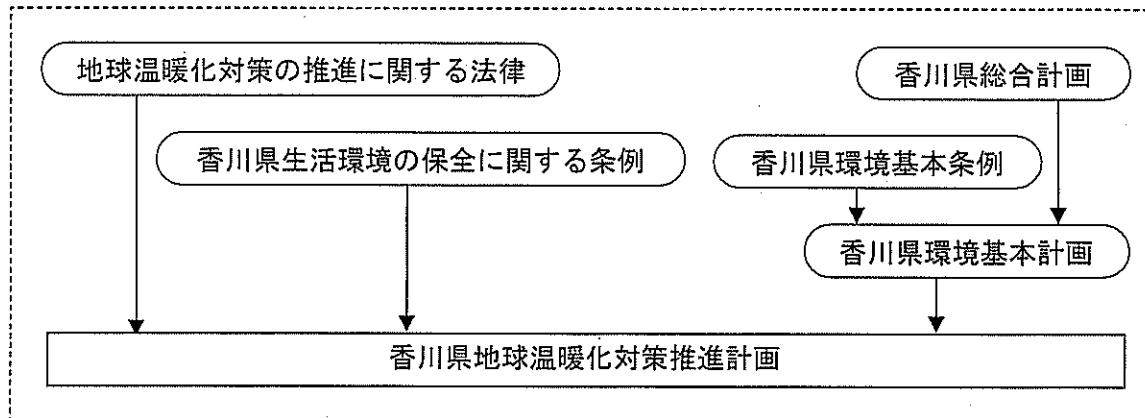 地球温暖化対策の推進に関する法律
香川県総合計画
香川県生活環境の保全に関する条例
香川県環境基本条例
香川県環境基本計画
香川県地球温暖化対策推進計画